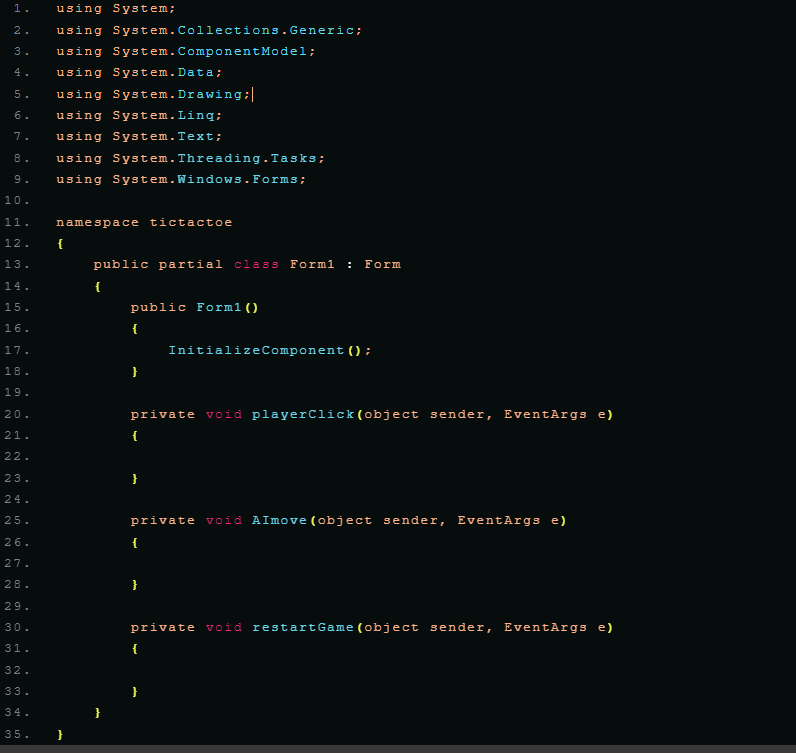 1. using System;
2. using System.Collections.Generic;
3. using System.ComponentModel;
4. using System.Data;
5. using System.Drawing;
6. using System.Linq;
7. using System.Text;
8. using System.Threading.Tasks;
9. using System.Windows.Forms;
10.
11. namespace tictactoe
12. {
13.     public partial class Form1 : Form
14.     {
15.         public Form1()
16.         {
17.             InitializeComponent();
18.         }
19.
20.         private void playerClick(object sender, EventArgs e)
21.         {
22.
23.         }
24.
25.         private void AImove(object sender, EventArgs e)
26.         {
27.
28.         }
29.
30.         private void restartGame(object sender, EventArgs e)
31.         {
32.
33.         }
34.     }
35. }